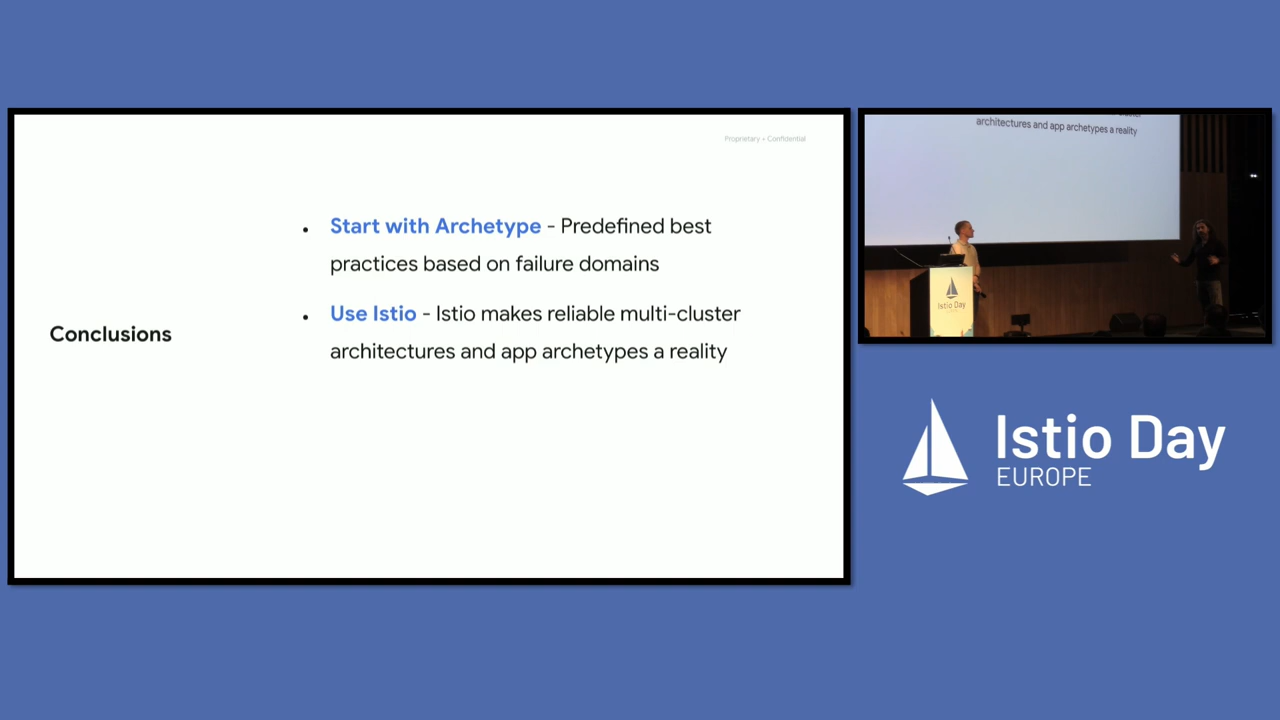 Proprietary + Confidential
Conclusions
• Start with Archetype - Predefined best
practices based on failure domains
• Use Istio - Istio makes reliable multi-cluster
architectures and app archetypes a reality
architectures and app archetypes a reality
Istio Day
Istio Day
EUROPE